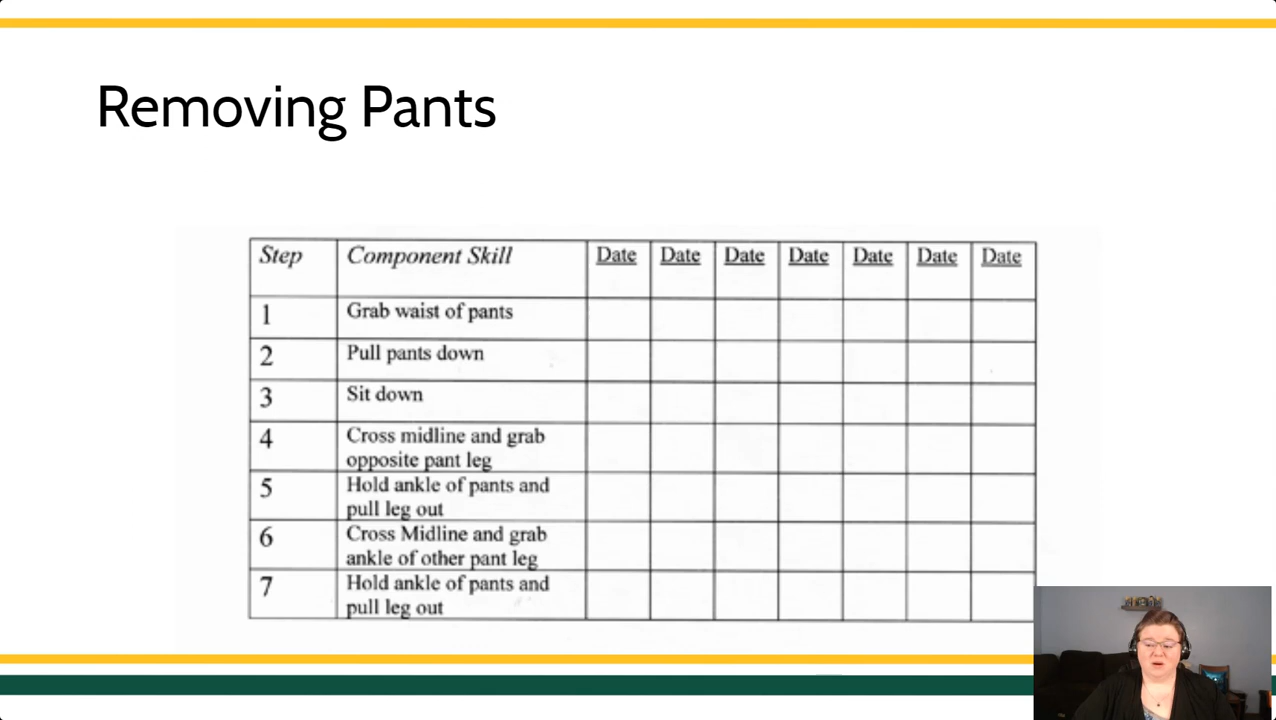 Removing Pants
Step Component Skill Date Date Date Date Date Date Date
1 Grab waist of pants
2 Pull pants down
3 Sit down
4 Cross midline and grab
opposite pant leg
5 Hold ankle of pants and
pull leg out
6 Cross Midline and grab
ankle of other pant leg
7 Hold ankle of pants and
pull leg out